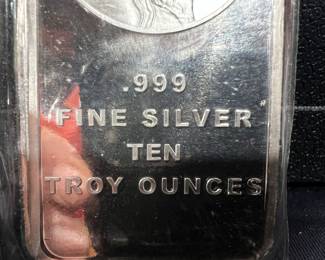 .999
FINE SILVER
TEN
TROY OUNCES